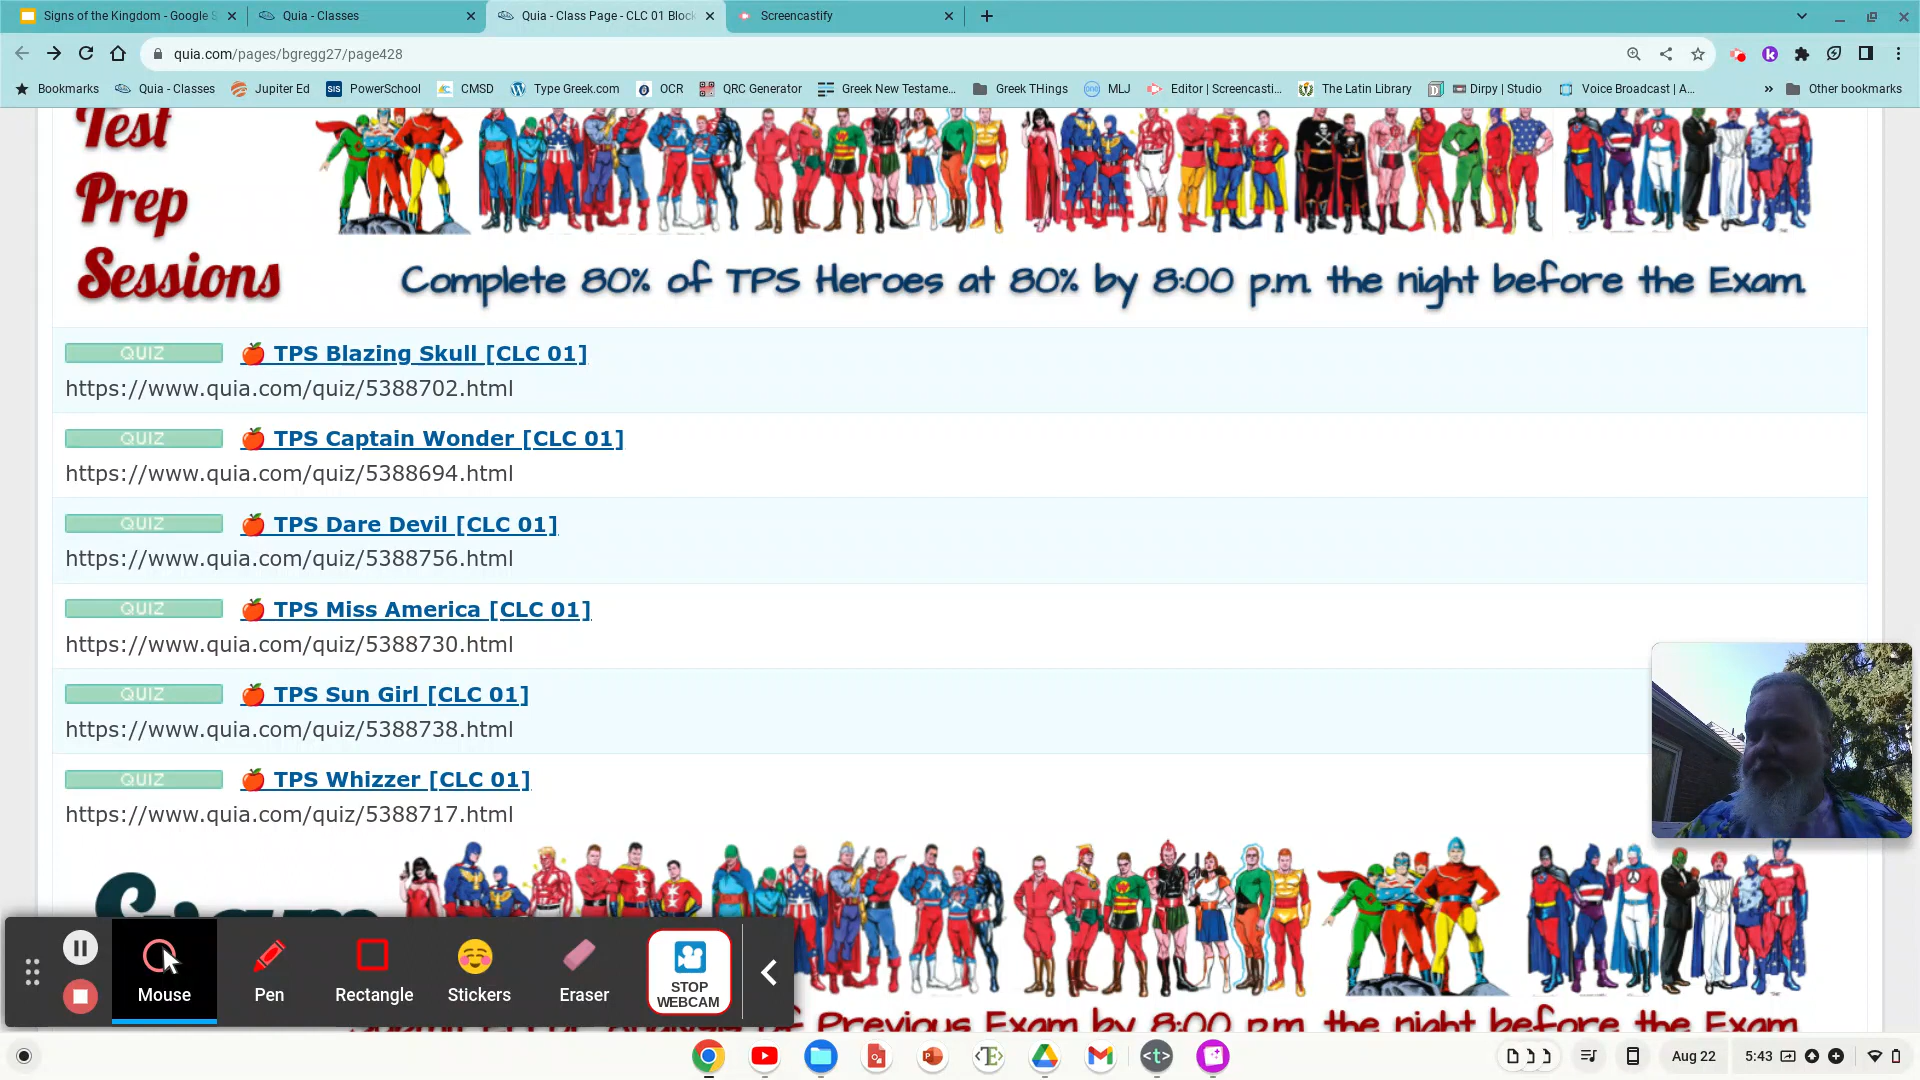 Signs of the Kingdom - Google S
Quia - Classes
Quia - Class Page - CLC 01 Block
Screencastify
quia.com/pages/bgregg27/page428
Bookmarks
Quia - Classes
Jupiter Ed
SIS PowerSchool
CMSD
Type Greek.com
OCR
QRC Generator
Greek New Testame...
Greek THings
MLJ
Editor | Screencasti...
The Latin Library
Dirpy | Studio
Voice Broadcast | A...
»
Other bookmarks
Test
Prep
Sessions
Complete 80% of TPS Heroes at 80% by 8:00 p.m. the night before the Exam.
QUIZ TPS Blazing Skull [CLC 01]
https://www.quia.com/quiz/5388702.html
QUIZ TPS Captain Wonder [CLC 01]
https://www.quia.com/quiz/5388694.html
QUIZ TPS Dare Devil [CLC 01]
https://www.quia.com/quiz/5388756.html
QUIZ TPS Miss America [CLC 01]
https://www.quia.com/quiz/5388730.html
QUIZ TPS Sun Girl [CLC 01]
https://www.quia.com/quiz/5388738.html
QUIZ TPS Whizzer [CLC 01]
https://www.quia.com/quiz/5388717.html
Exam
Submit Error Analysis of Previous Exam by 8:00 p.m. the night before the Exam.
Mouse
Pen
Rectangle
Stickers
Eraser
STOP
WEBCAM
Aug 22
5:43